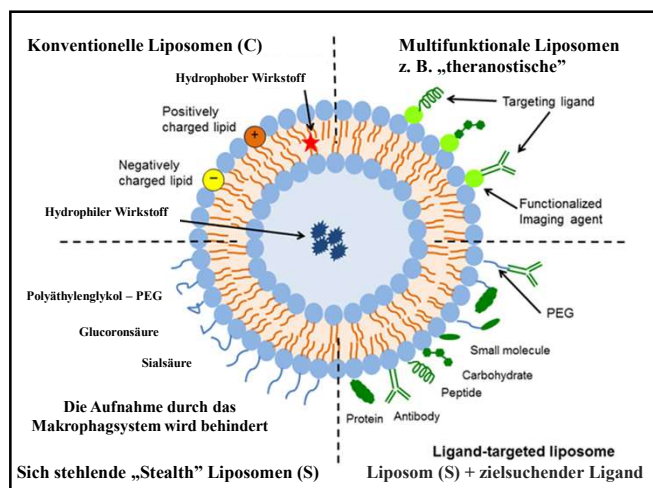 Konventionelle Liposomen (C)
Multifunktionale Liposomen
z. B. „theranostische”
Hydrophober Wirkstoff
Positively
charged lipid
+
Negatively
charged lipid
−
Hydrophiler Wirkstoff
Targeting ligand
Functionalized
Imaging agent
Polyäthylenglykol – PEG
Glucoronsäure
Sialsäure
Die Aufnahme durch das
Makrophagsystem wird behindert
Sich stehlende „Stealth” Liposomen (S)
PEG
Small molecule
Carbohydrate
Peptide
Antibody
Protein
Ligand-targeted liposome
Liposom (S) + zielsuchender Ligand